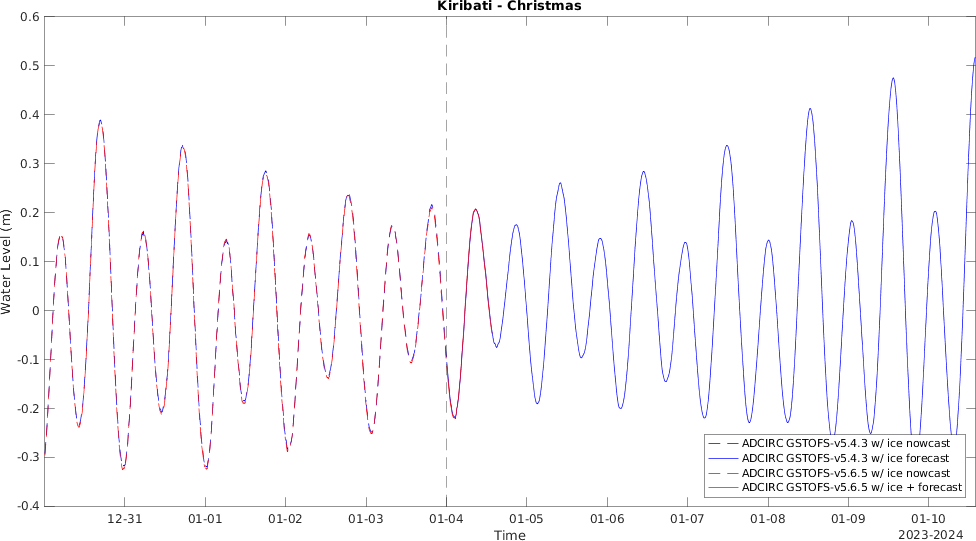 Kiribati - Christmas
0.6
0.5
0.4
0.3
0.2
0.1
0
-0.1
-0.2
-0.3
-0.4
Water Level (m)
ADCIRC GSTOFS-v5.4.3 w/ ice nowcast
ADCIRC GSTOFS-v5.4.3 w/ ice forecast
ADCIRC GSTOFS-v5.6.5 w/ ice nowcast
ADCIRC GSTOFS-v5.6.5 w/ ice + forecast
12-31 01-01 01-02 01-03 01-04 01-05 01-06 01-07 01-08 01-09 01-10
Time
2023-2024